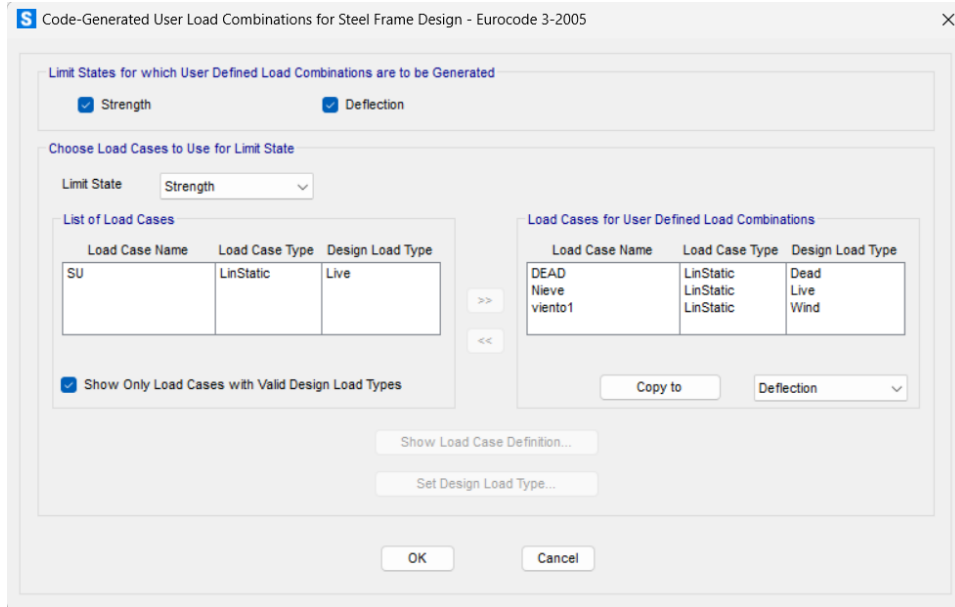 S Code-Generated User Load Combinations for Steel Frame Design - Eurocode 3-2005
Limit States for which User Defined Load Combinations are to be Generated
Strength Deflection
Choose Load Cases to Use for Limit State
Limit State Strength
List of Load Cases
Load Case Name Load Case Type Design Load Type
SU LinStatic Live
Show Only Load Cases with Valid Design Load Types
>>
<<
Load Cases for User Defined Load Combinations
Load Case Name Load Case Type Design Load Type
DEAD LinStatic Dead
Nieve LinStatic Live
viento1 LinStatic Wind
Copy to Deflection
Show Load Case Definition...
Set Design Load Type...
OK Cancel